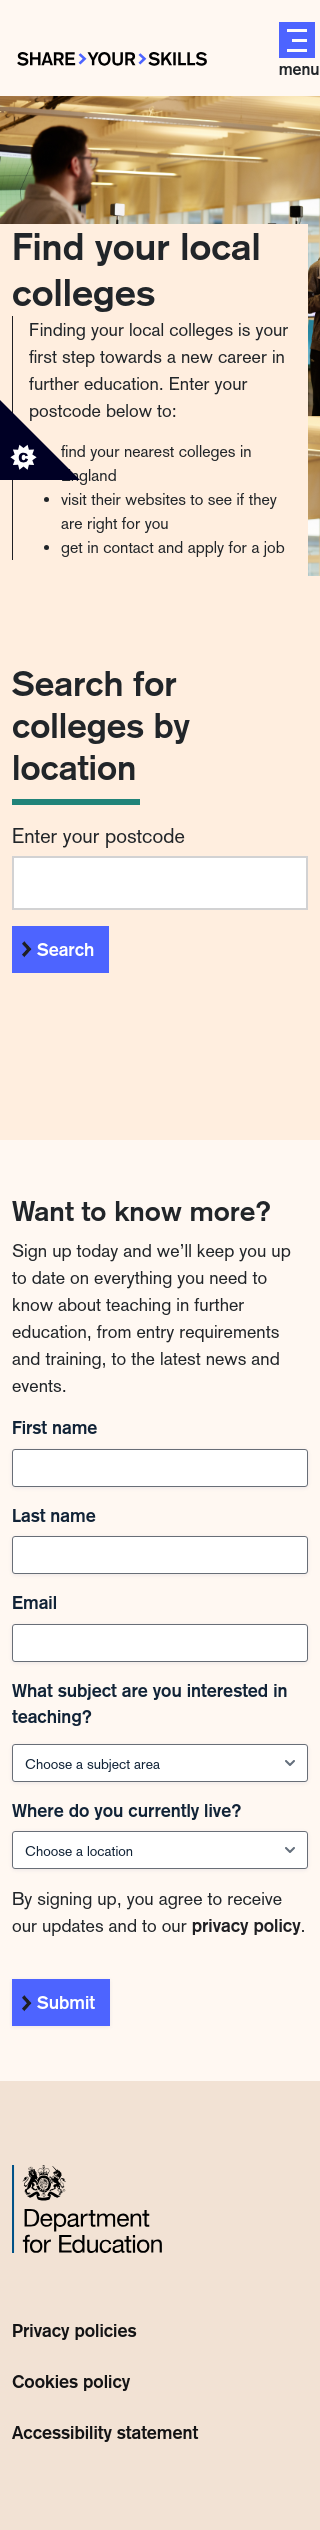 SHARE YOUR SKILLS
menu
Find your local
colleges
Finding your local colleges is your
first step towards a new career in
further education. Enter your
postcode below to:
find your nearest colleges in
England
visit their websites to see if they
are right for you
get in contact and apply for a job
Search for
colleges by
location
Enter your postcode
Search
Want to know more?
Sign up today and we’ll keep you up
to date on everything you need to
know about teaching in further
education, from entry requirements
and training, to the latest news and
events.
First name
Last name
Email
What subject are you interested in
teaching?
Choose a subject area
Where do you currently live?
Choose a location
By signing up, you agree to receive
our updates and to our privacy policy.
Submit
Department
for Education
Privacy policies
Cookies policy
Accessibility statement